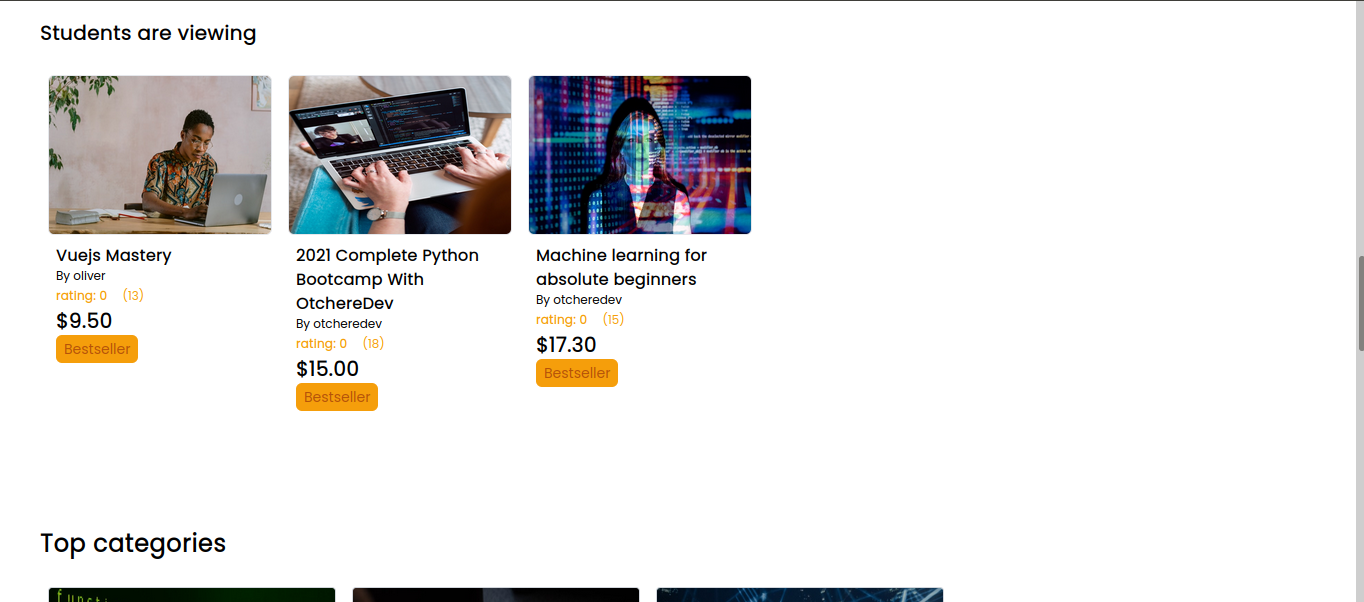 Students are viewing
Vuejs Mastery
By oliver
rating: 0 (13)
$9.50
Bestseller
2021 Complete Python
Bootcamp With
OtchereDev
By otcheredev
rating: 0 (18)
$15.00
Bestseller
Machine learning for
absolute beginners
By otcheredev
rating: 0 (15)
$17.30
Bestseller
Top categories